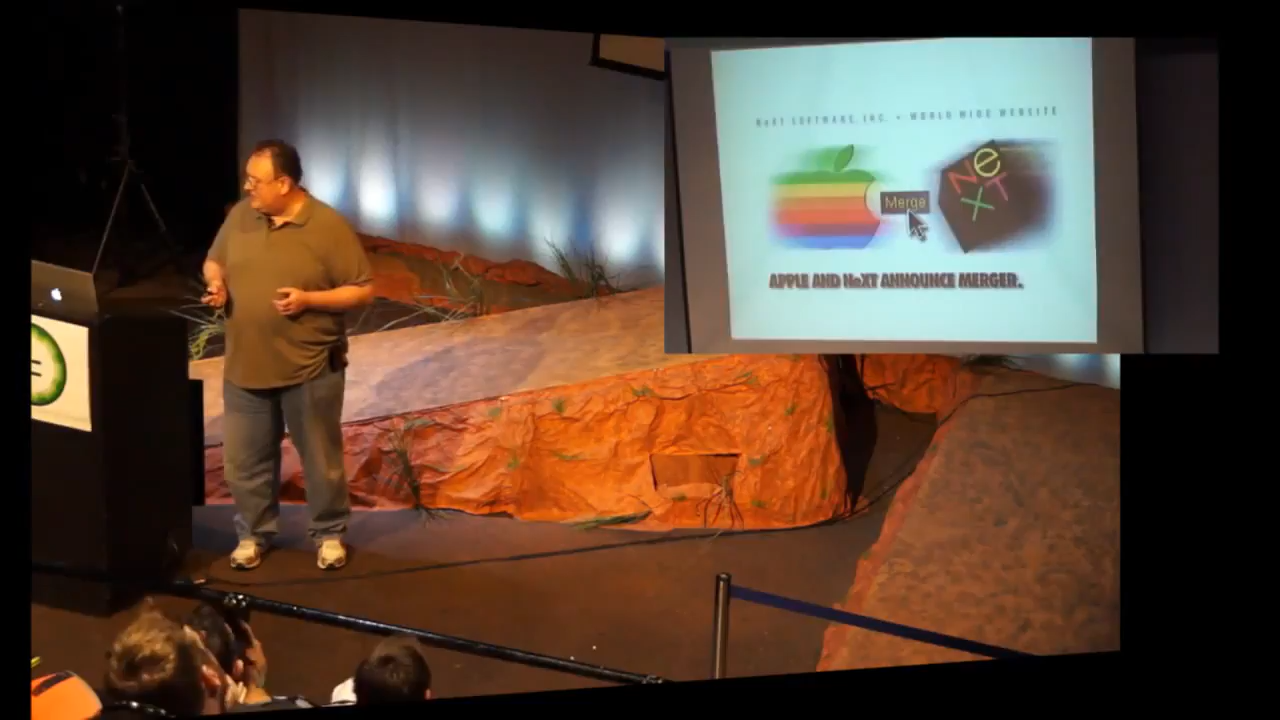 NeXT SOFTWARE, INC. • WORLD WIDE WEBSITE
NeXT
Merge
APPLE AND NeXT ANNOUNCE MERGER.